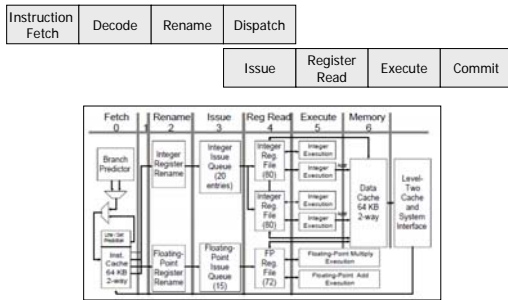 Instruction Fetch
Decode
Rename
Dispatch
Issue
Register Read
Execute
Commit
Fetch Rename Issue Reg Read Execute Memory
0 1 2 3 4 5 6
Branch
Predictor
Inst.
Cache
64 KB
2-way
Integer
Register
Rename
Floating-
Point
Register
Rename
Integer
Issue
Queue
(20
entries)
Floating-
Point
Issue
Queue
(15)
Integer
Reg.
File
(80)
Integer
Reg.
File
(80)
FP
Reg.
File
(72)
Integer
Execution
Integer
Execution
Integer
Execution
Integer
Execution
Floating-Point Multiply
Execution
Floating-Point Add
Execution
Data
Cache
64 KB
2-way
Level-
Two
Cache
and
System
Interface